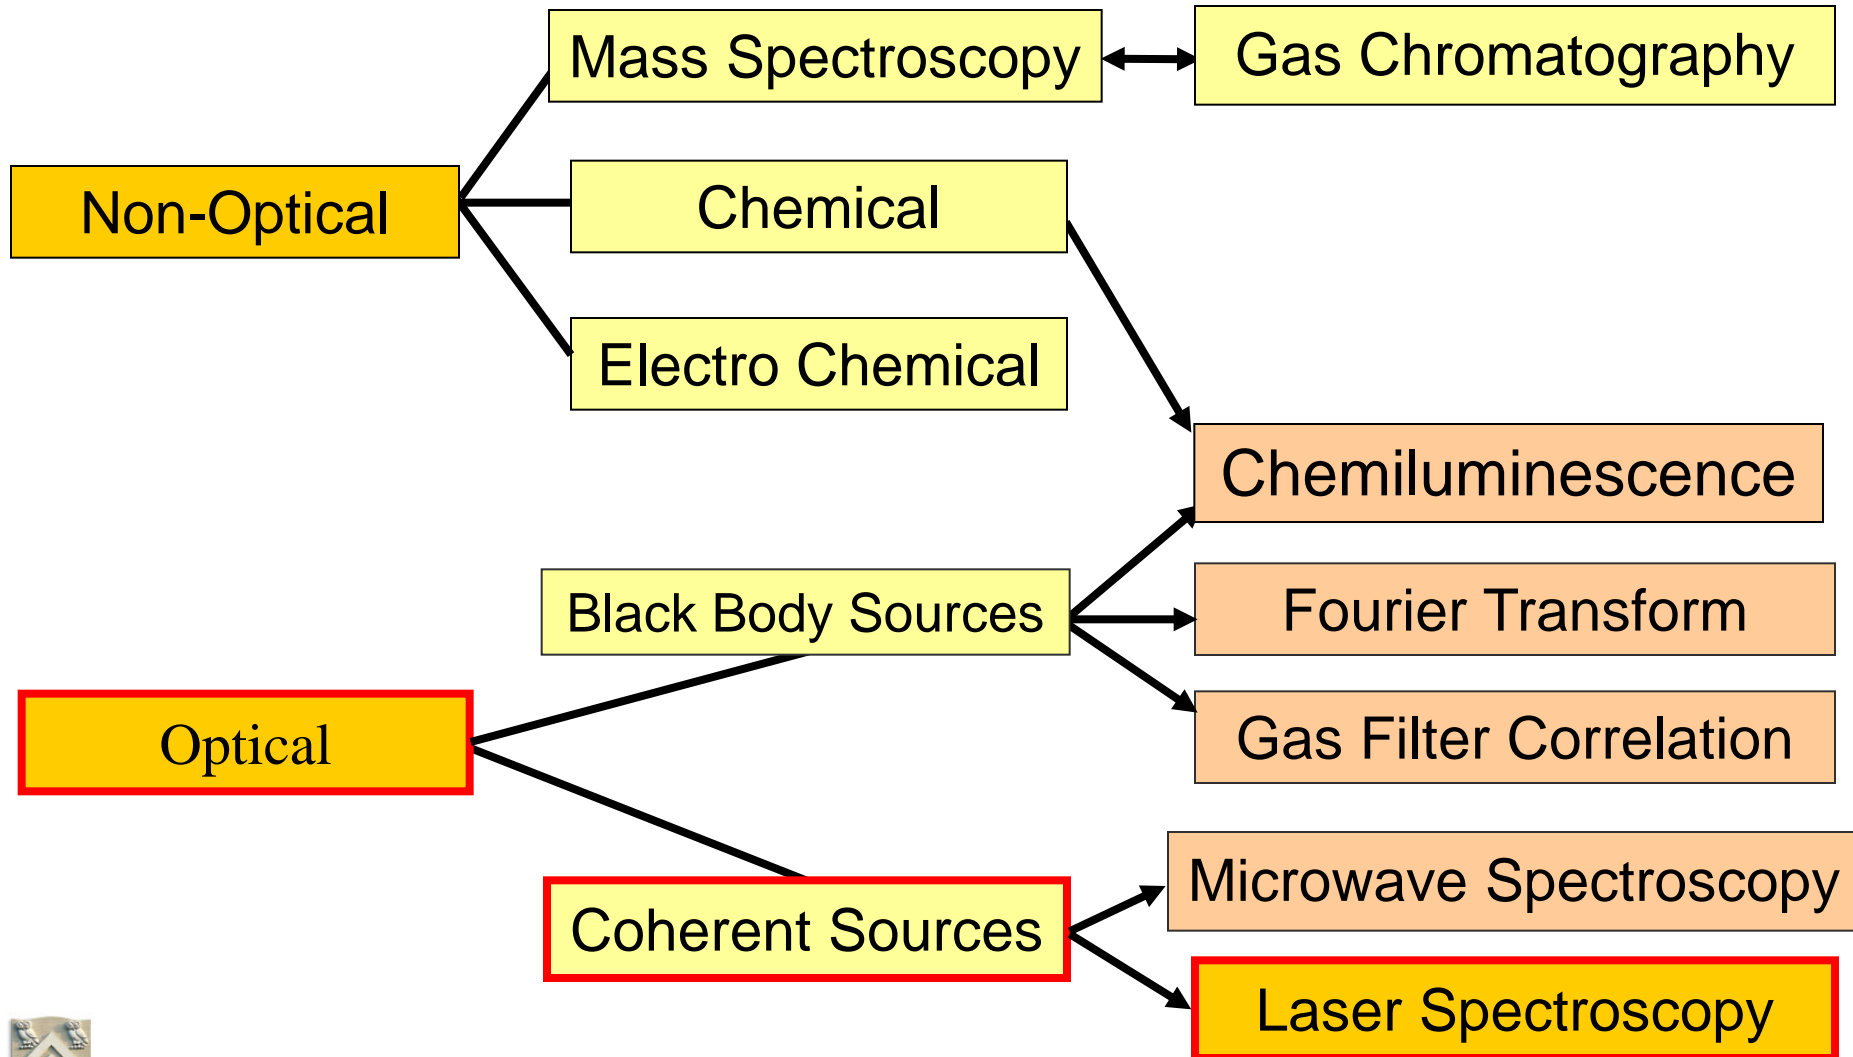 Mass Spectroscopy
Gas Chromatography
Non-Optical
Chemical
Electro Chemical
Chemiluminescence
Black Body Sources
Fourier Transform
Optical
Gas Filter Correlation
Microwave Spectroscopy
Coherent Sources
Laser Spectroscopy